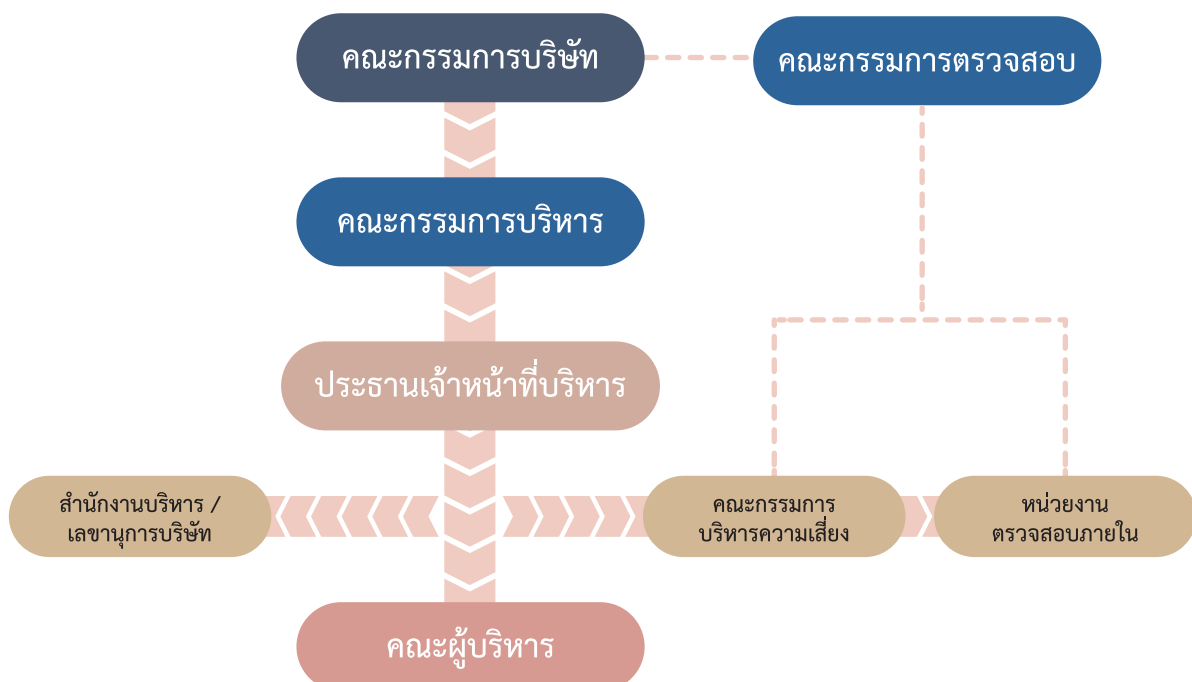 คณะกรรมการบริษัท
คณะกรรมการตรวจสอบ
คณะกรรมการบริหาร
ประธานเจ้าหน้าที่บริหาร
สำนักงานบริหาร /
เลขานุการบริษัท
คณะกรรมการ
บริหารความเสี่ยง
หน่วยงาน
ตรวจสอบภายใน
คณะผู้บริหาร